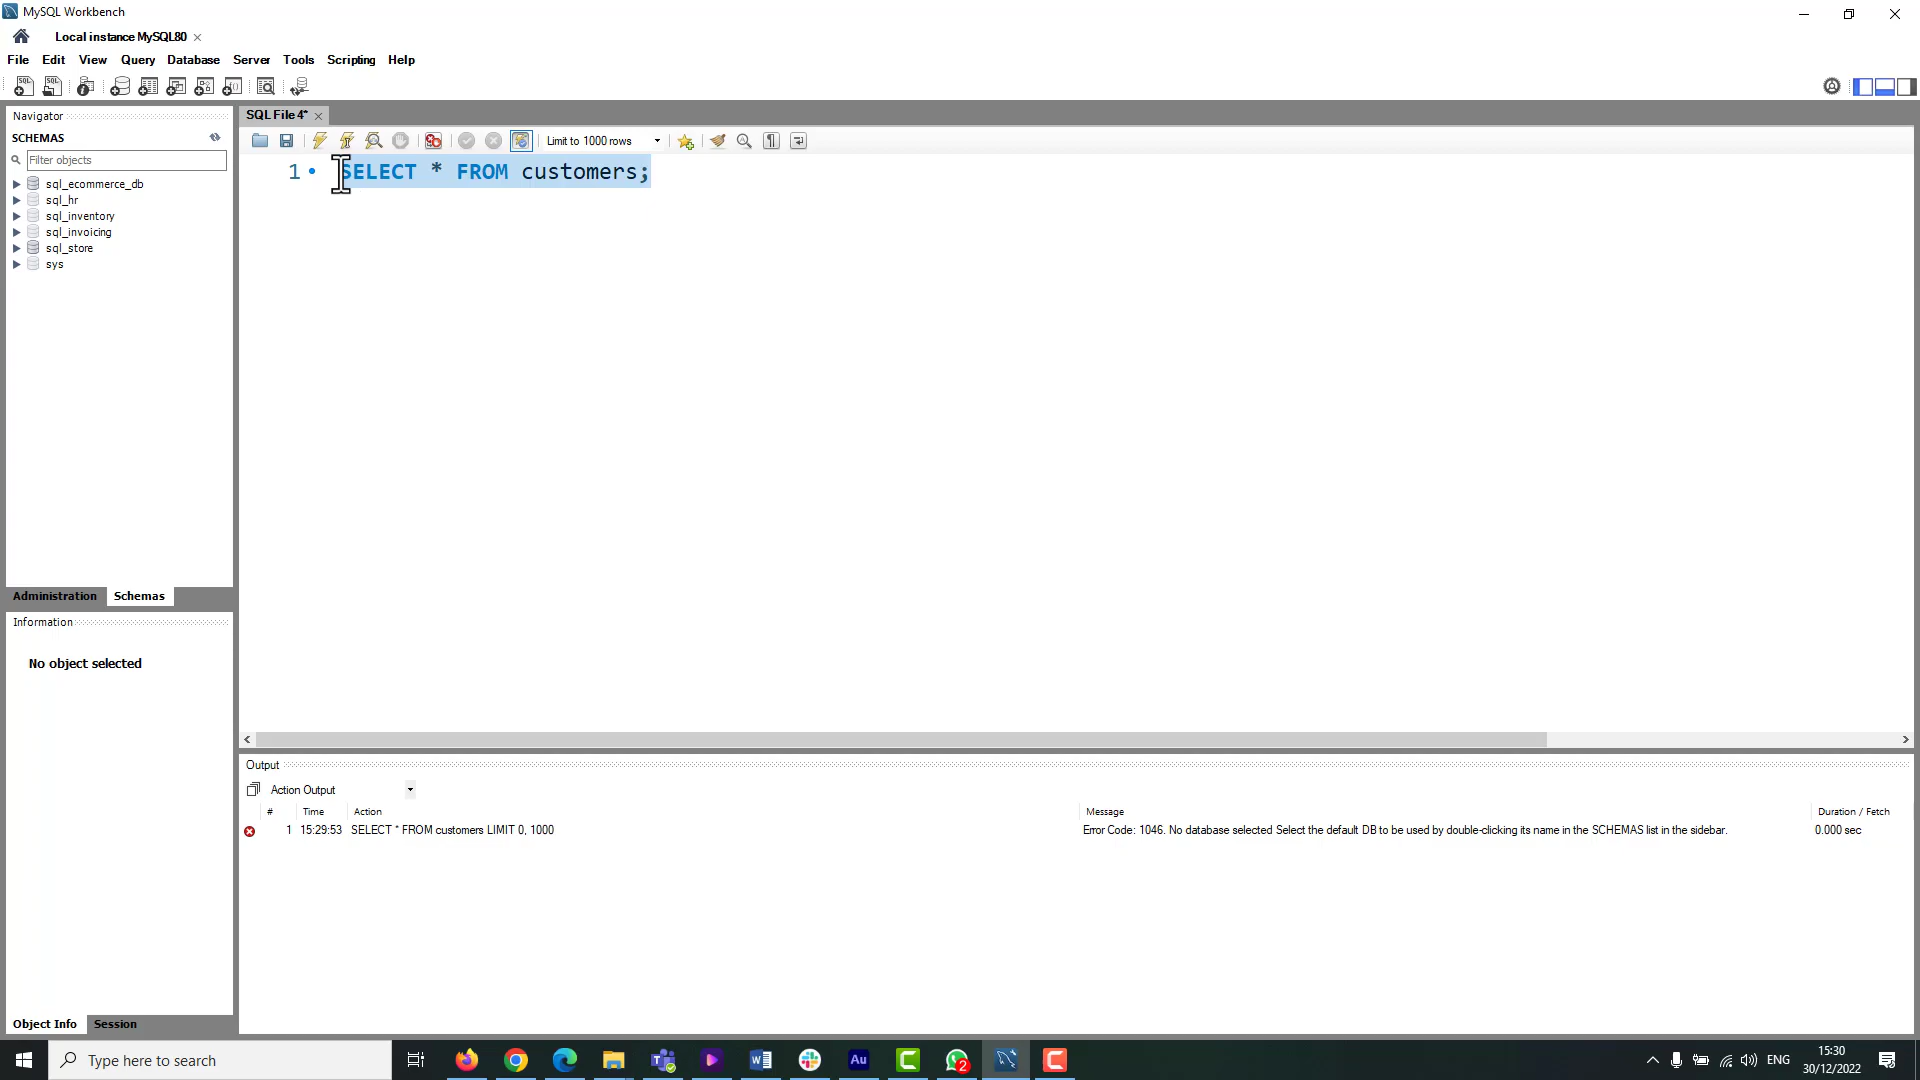 MySQL Workbench
Local instance MySQL80
File Edit View Query Database Server Tools Scripting Help
Navigator
SCHEMAS
Filter objects
sql_ecommerce_db
sql_hr
sql_inventory
sql_invoicing
sql_store
sys
Administration Schemas
Information
No object selected
Object Info Session
SQL File 4*
Limit to 1000 rows
1 SELECT * FROM customers;
Output
Action Output
# Time Action Message Duration / Fetch
1 15:29:53 SELECT * FROM customers LIMIT 0, 1000 Error Code: 1046. No database selected Select the default DB to be used by double-clicking its name in the SCHEMAS list in the sidebar. 0.000 sec
Type here to search
Au
2
ENG
15:30
30/12/2022